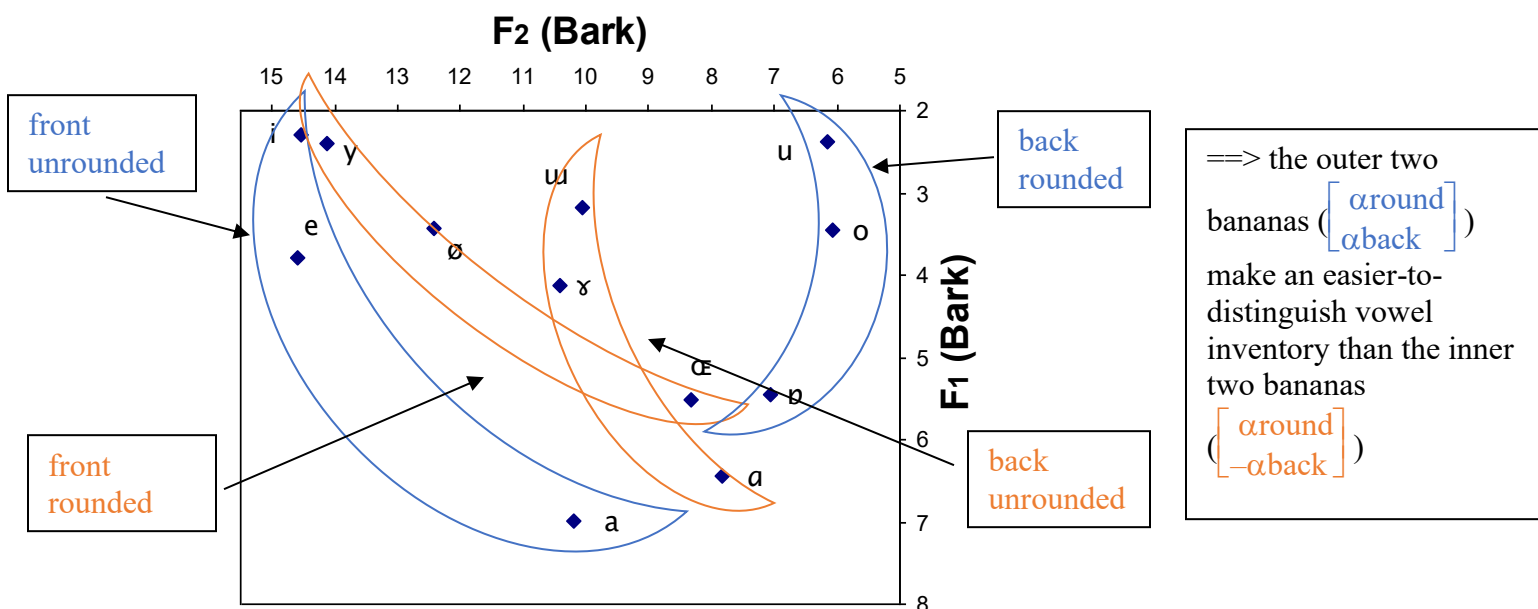 F2 (Bark)
15 14 13 12 11 10 9 8 7 6 5
front
unrounded
back
rounded
front
rounded
back
unrounded
2
3
4
5
6
7
8
F1 (Bark)
i
y
e
ø
ɯ
ɤ
u
o
Œ
ɒ
ɑ
a
==> the outer two
bananas ([αround
αback])
make an easier-to-
distinguish vowel
inventory than the inner
two bananas
([αround
–αback])